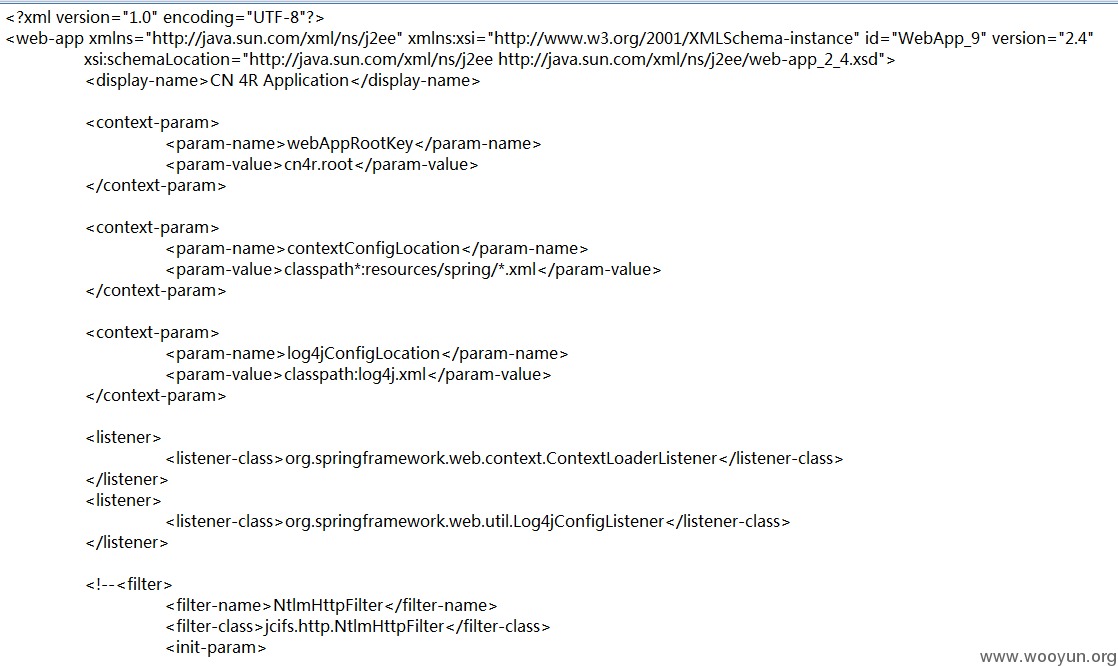 <?xml version="1.0" encoding="UTF-8"?>
<web-app xmlns="http://java.sun.com/xml/ns/j2ee" xmlns:xsi="http://www.w3.org/2001/XMLSchema-instance" id="WebApp_9" version="2.4"
xsi:schemaLocation="http://java.sun.com/xml/ns/j2ee http://java.sun.com/xml/ns/j2ee/web-app_2_4.xsd">
<display-name>CN 4R Application</display-name>
<context-param>
<param-name>webAppRootKey</param-name>
<param-value>cn4r.root</param-value>
</context-param>
<context-param>
<param-name>contextConfigLocation</param-name>
<param-value>classpath*:resources/spring/*.xml</param-value>
</context-param>
<context-param>
<param-name>log4jConfigLocation</param-name>
<param-value>classpath:log4j.xml</param-value>
</context-param>
<listener>
<listener-class>org.springframework.web.context.ContextLoaderListener</listener-class>
</listener>
<listener>
<listener-class>org.springframework.web.util.Log4jConfigListener</listener-class>
</listener>
<!--<filter>
<filter-name>NtlmHttpFilter</filter-name>
<filter-class>jcifs.http.NtlmHttpFilter</filter-class>
<init-param>
www.wooyun.org